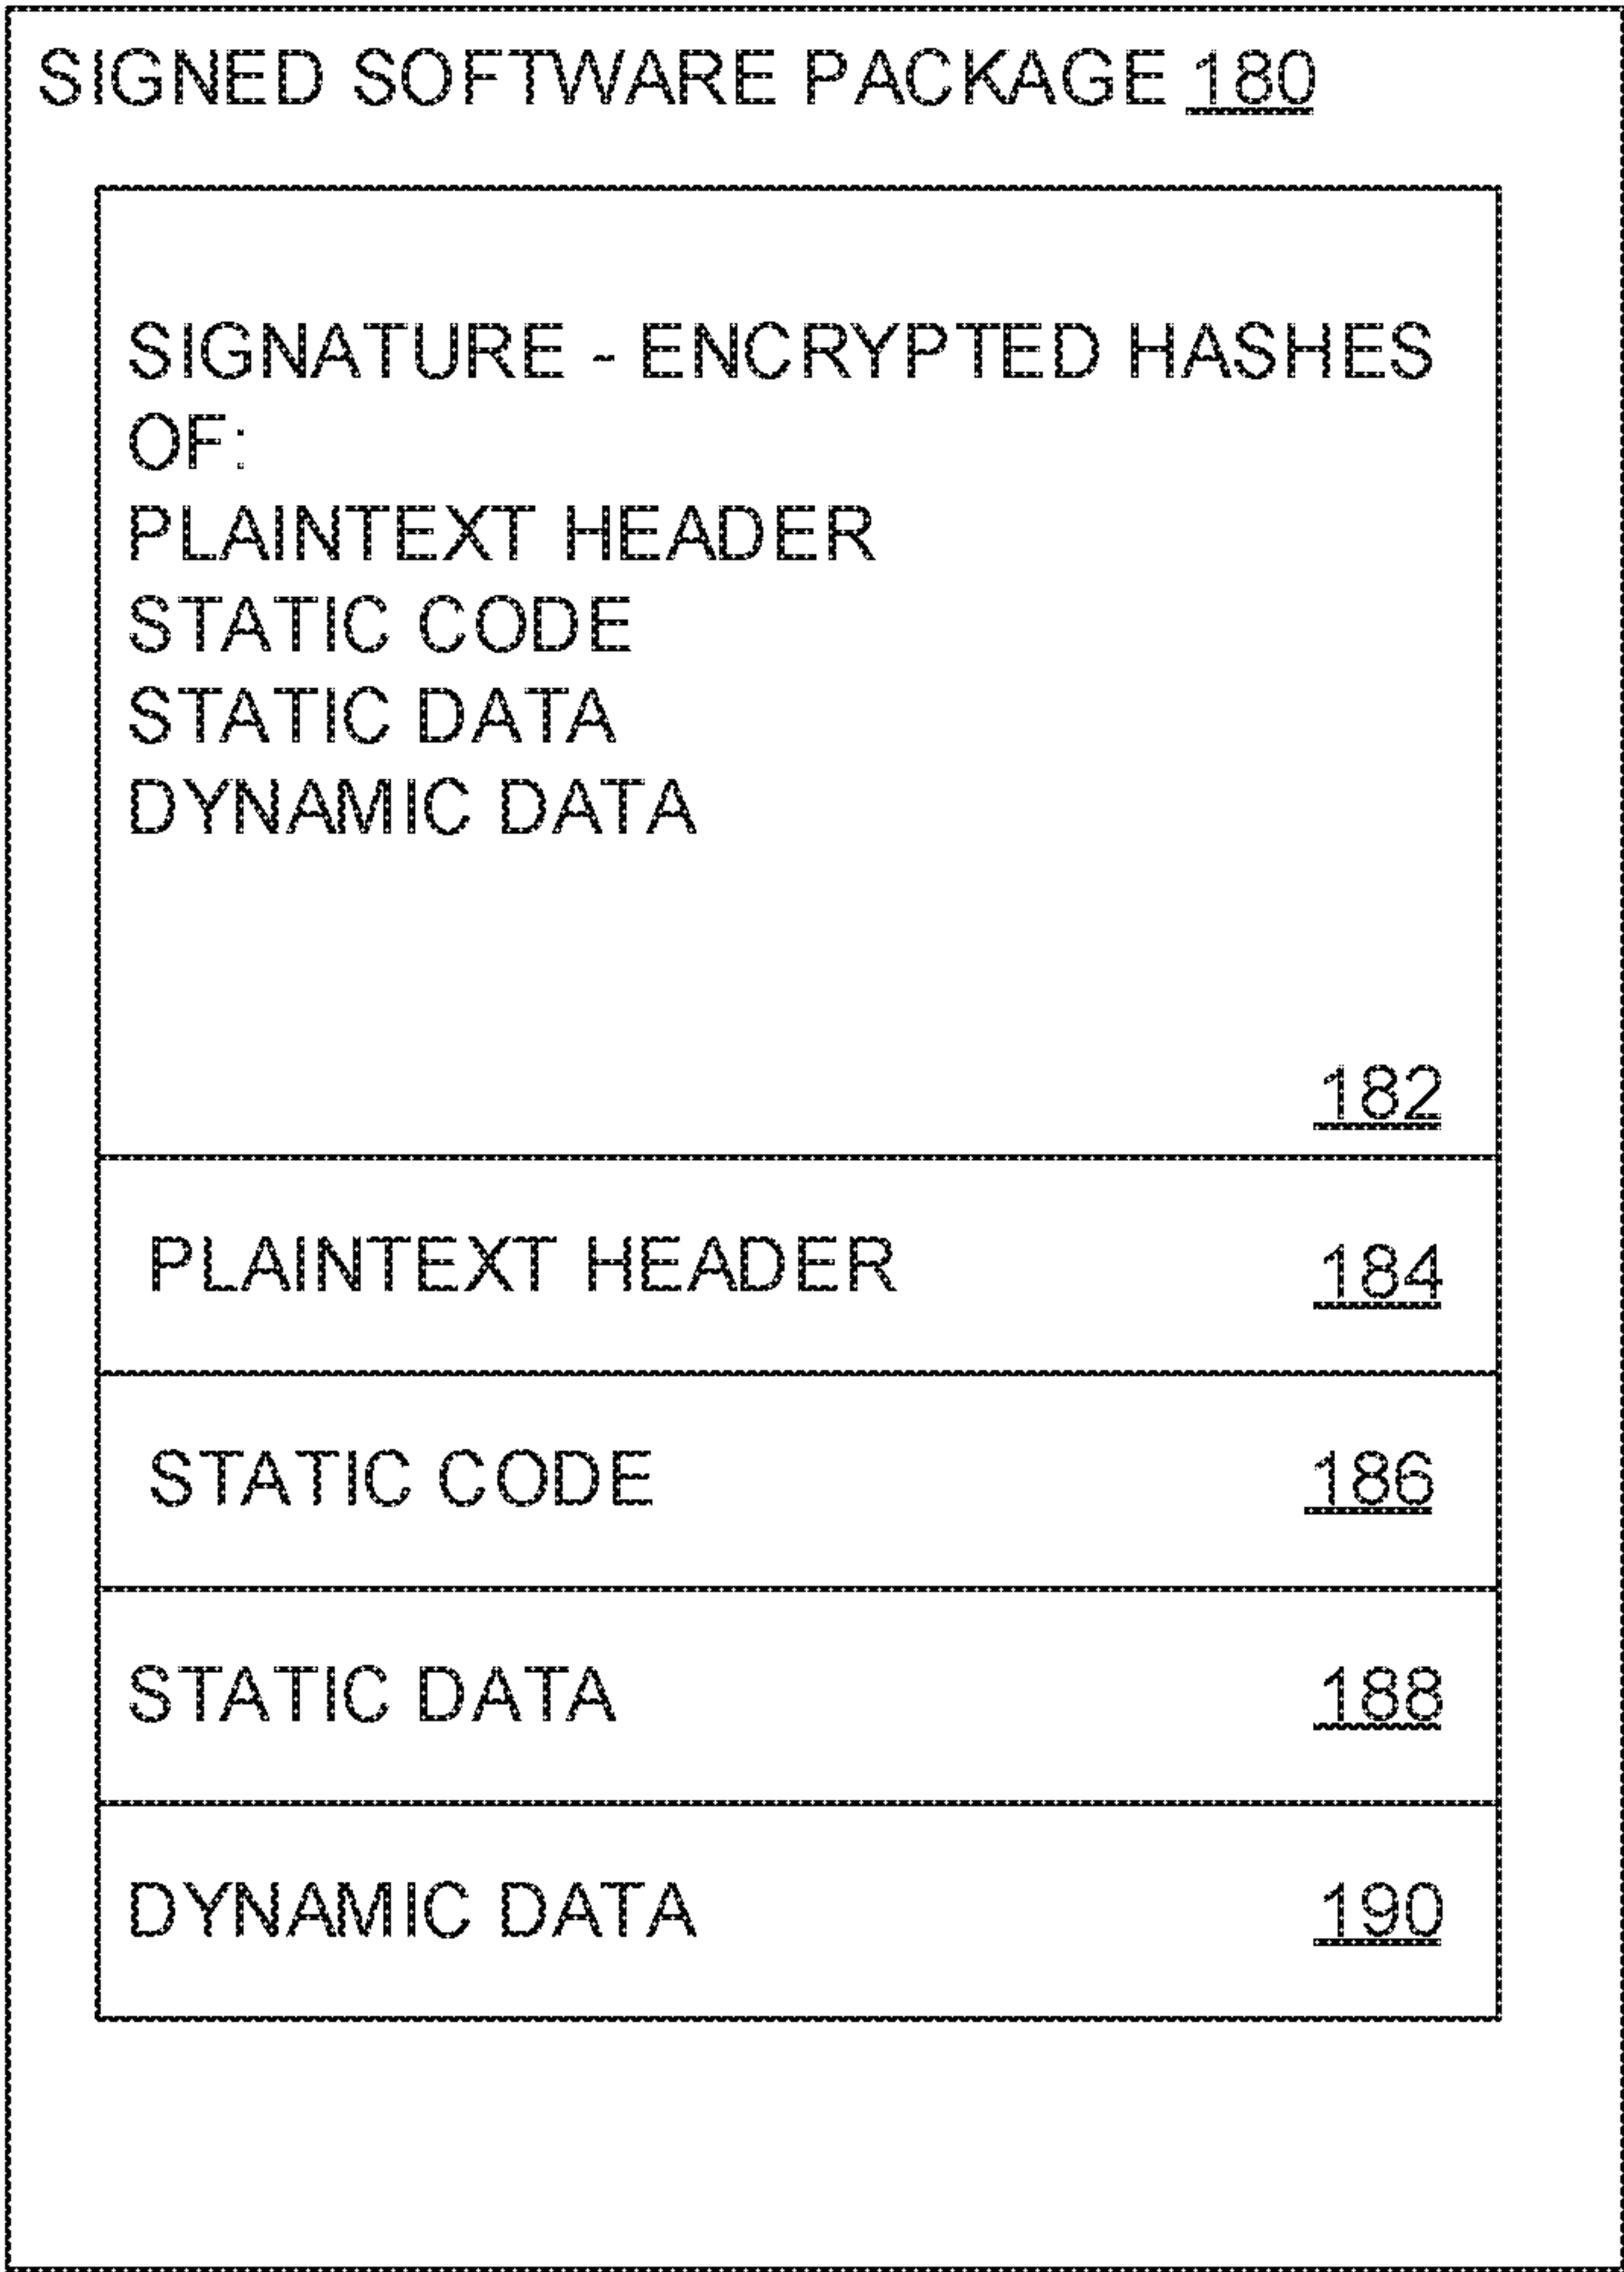 SIGNED SOFTWARE PACKAGE 180
SIGNATURE - ENCRYPTED HASHES
OF:
PLAINTEXT HEADER
STATIC CODE
STATIC DATA
DYNAMIC DATA
182
PLAINTEXT HEADER 184
STATIC CODE 186
STATIC DATA 188
DYNAMIC DATA 190